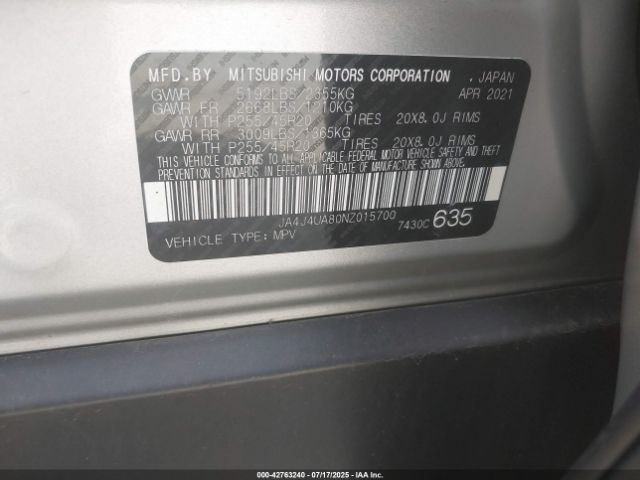 MFD.BY MITSUBISHI MOTORS CORPORATION , JAPAN
GVWR 5192LBS/2355KG APR 2021
GAWR FR 2668LBS/1210KG
WITH P255/45R20 TIRES 20X8.0J RIMS
GAWR RR 3009LBS/1365KG
WITH P255/45R20 TIRES 20X8.0J RIMS
THIS VEHICLE CONFORMS TO ALL APPLICABLE FEDERAL MOTOR VEHICLE SAFETY AND THEFT
PREVENTION STANDARDS IN EFFECT ON THE DATE OF MANUFACTURE SHOWN ABOVE.
JA4J4UA80NZ015700
VEHICLE TYPE: MPV 7430C 635
000-42763240 - 07/17/2025 - IAAI.COM